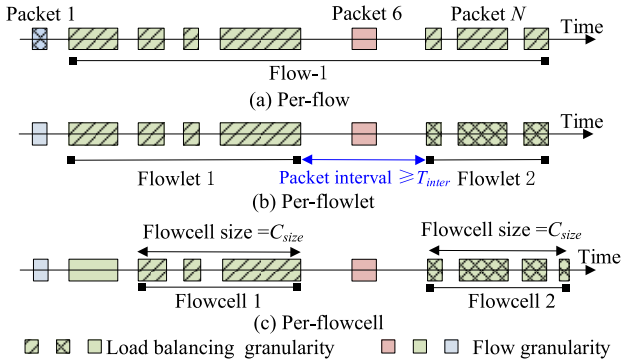 Packet 1 Packet 6 Packet N
Time
Flow-1
(a) Per-flow
Time
Flowlet 1 Packet interval ≥T_inter Flowlet 2
(b) Per-flowlet
Flowcell size =C_size Flowcell size =C_size
Time
Flowcell 1 Flowcell 2
(c) Per-flowcell
Load balancing granularity Flow granularity